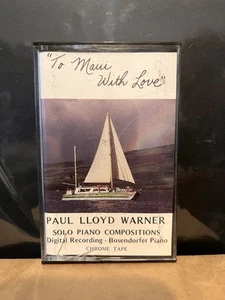 "To Maui
With Love"
PAUL LLOYD WARNER
SOLO PIANO COMPOSITIONS
Digital Recording - Bosendorfer Piano
CHROME TAPE